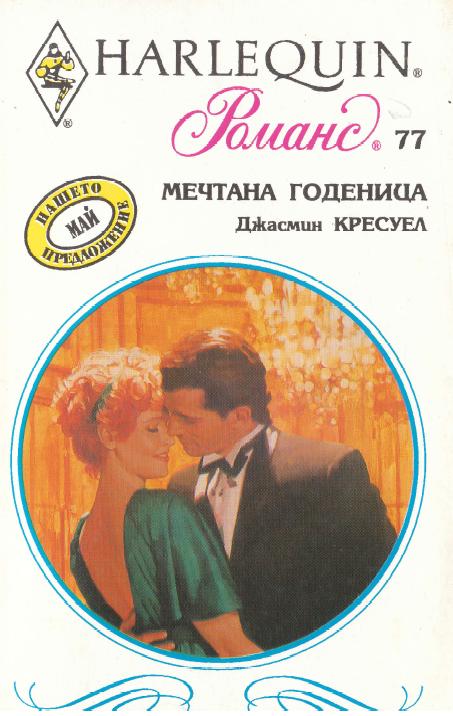 HARLEQUIN®
Романс® 77
МЕЧТАНА ГОДЕНИЦА
Джасмин КРЕСУЕЛ
НАШЕТО
МАЙ
ПРЕДЛОЖЕНИЕ
®